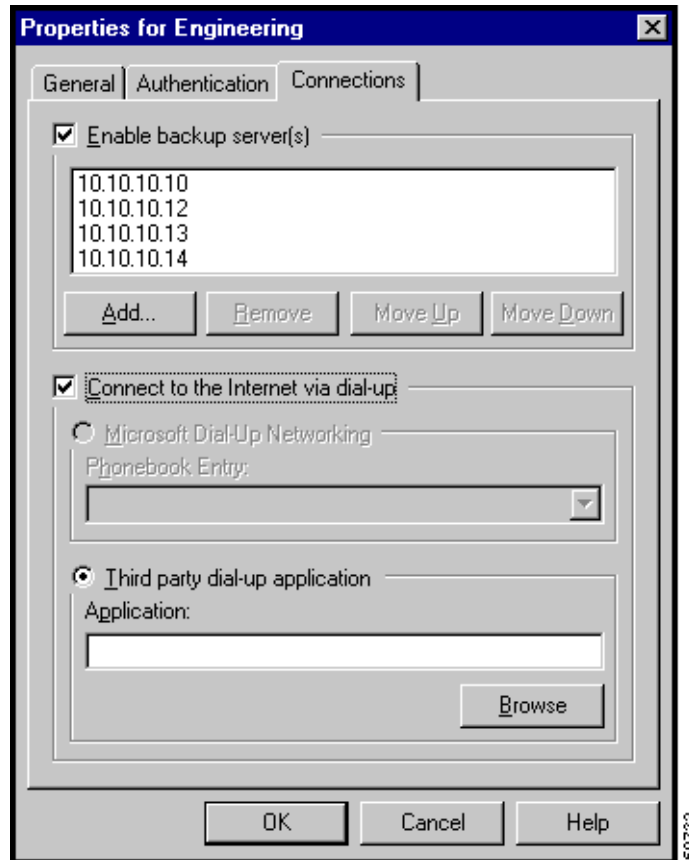 Properties for Engineering
General
Authentication
Connections
Enable backup server(s)
10.10.10.10
10.10.10.12
10.10.10.13
10.10.10.14
Add...
Remove
Move Up
Move Down
Connect to the Internet via dial-up
Microsoft Dial-Up Networking
Phonebook Entry:
Third party dial-up application
Application:
Browse
OK
Cancel
Help